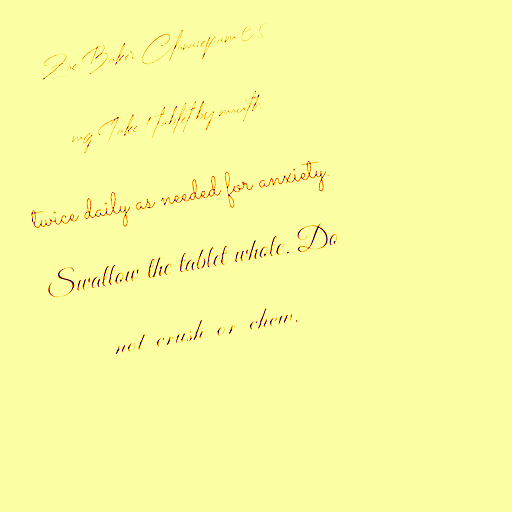 Zoe Baker Clonazepam 0.5
mg Take 1 tablet by mouth
twice daily as needed for anxiety.
Swallow the tablet whole. Do
not crush or chew.